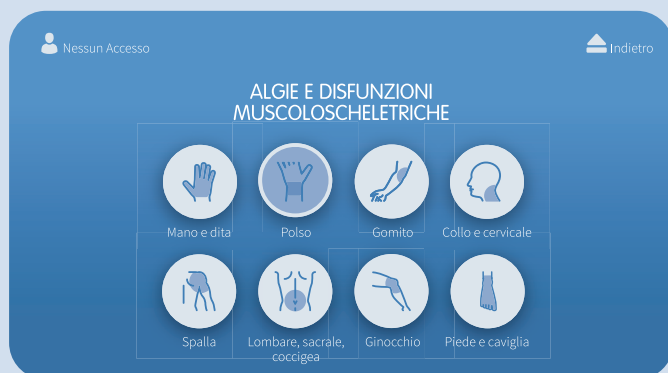 Nessun Accesso
Indietro
ALGIE E DISFUNZIONI
MUSCOLOSCHELETRICHE
Mano e dita
Polso
Gomito
Collo e cervicale
Spalla
Lombare, sacrale,
coccigea
Ginocchio
Piede e caviglia